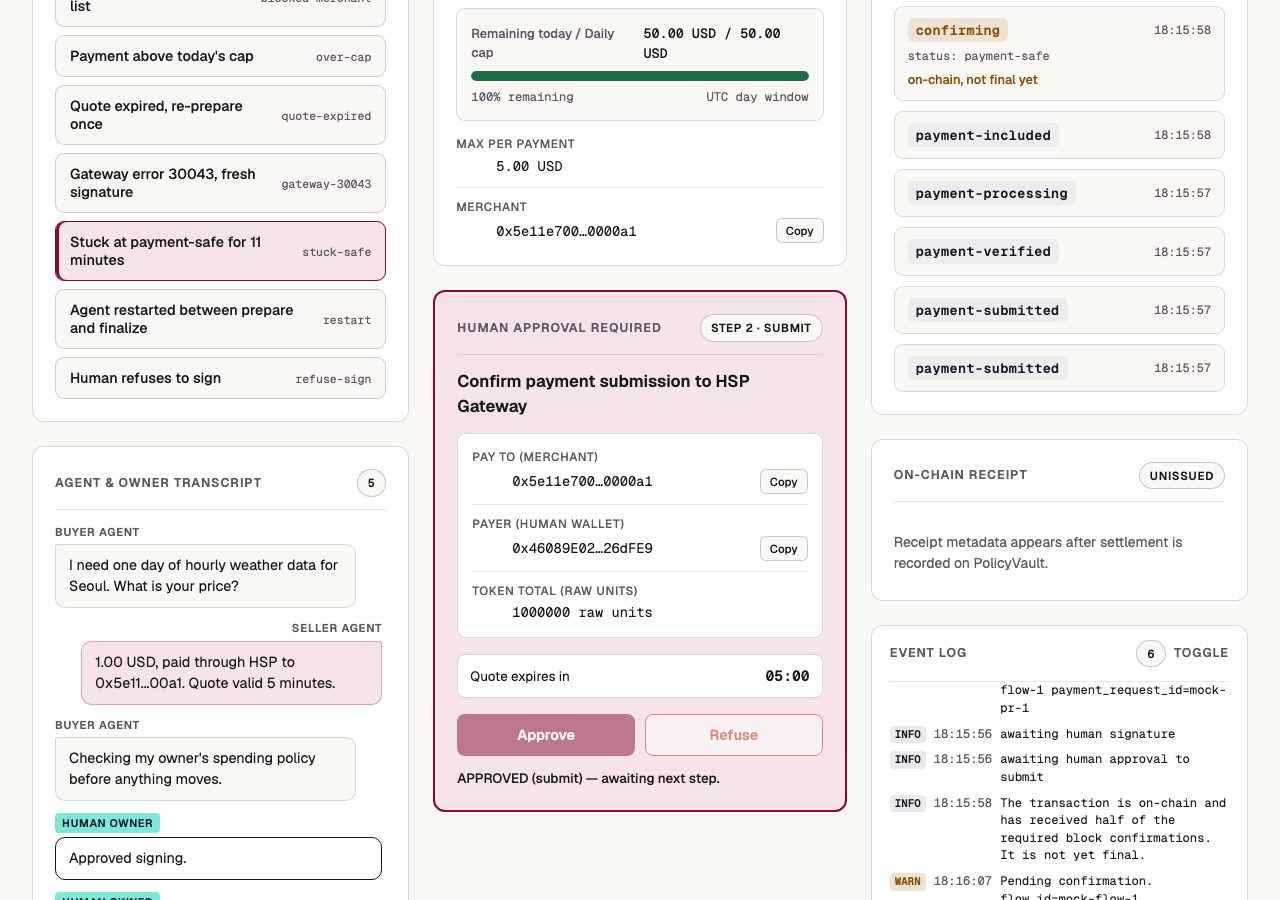 list
blocked-merchant
Payment above today's cap
over-cap
Quote expired, re-prepare
once
quote-expired
Gateway error 30043, fresh
signature
gateway-30043
Stuck at payment-safe for 11
minutes
stuck-safe
Agent restarted between prepare
and finalize
restart
Human refuses to sign
refuse-sign
AGENT & OWNER TRANSCRIPT
5
BUYER AGENT
I need one day of hourly weather data for
Seoul. What is your price?
SELLER AGENT
1.00 USD, paid through HSP to
0x5e11…00a1. Quote valid 5 minutes.
BUYER AGENT
Checking my owner's spending policy
before anything moves.
HUMAN OWNER
Approved signing.
HUMAN OWNER
Remaining today / Daily
cap
50.00 USD / 50.00
USD
100% remaining
UTC day window
MAX PER PAYMENT
5.00 USD
MERCHANT
0x5e11e700…0000a1
Copy
HUMAN APPROVAL REQUIRED
STEP 2 · SUBMIT
Confirm payment submission to HSP
Gateway
PAY TO (MERCHANT)
0x5e11e700…0000a1
Copy
PAYER (HUMAN WALLET)
0x46089E02…26dFE9
Copy
TOKEN TOTAL (RAW UNITS)
1000000 raw units
Quote expires in
05:00
Approve
Refuse
APPROVED (submit) — awaiting next step.
confirming
18:15:58
status: payment-safe
on-chain, not final yet
payment-included
18:15:58
payment-processing
18:15:57
payment-verified
18:15:57
payment-submitted
18:15:57
payment-submitted
18:15:57
ON-CHAIN RECEIPT
UNISSUED
Receipt metadata appears after settlement is
recorded on PolicyVault.
EVENT LOG
6
TOGGLE
flow-1 payment_request_id=mock-
pr-1
INFO 18:15:56 awaiting human signature
INFO 18:15:56 awaiting human approval to
submit
INFO 18:15:58 The transaction is on-chain and
has received half of the
required block confirmations.
It is not yet final.
WARN 18:16:07 Pending confirmation.
flow_id=mock-flow-1